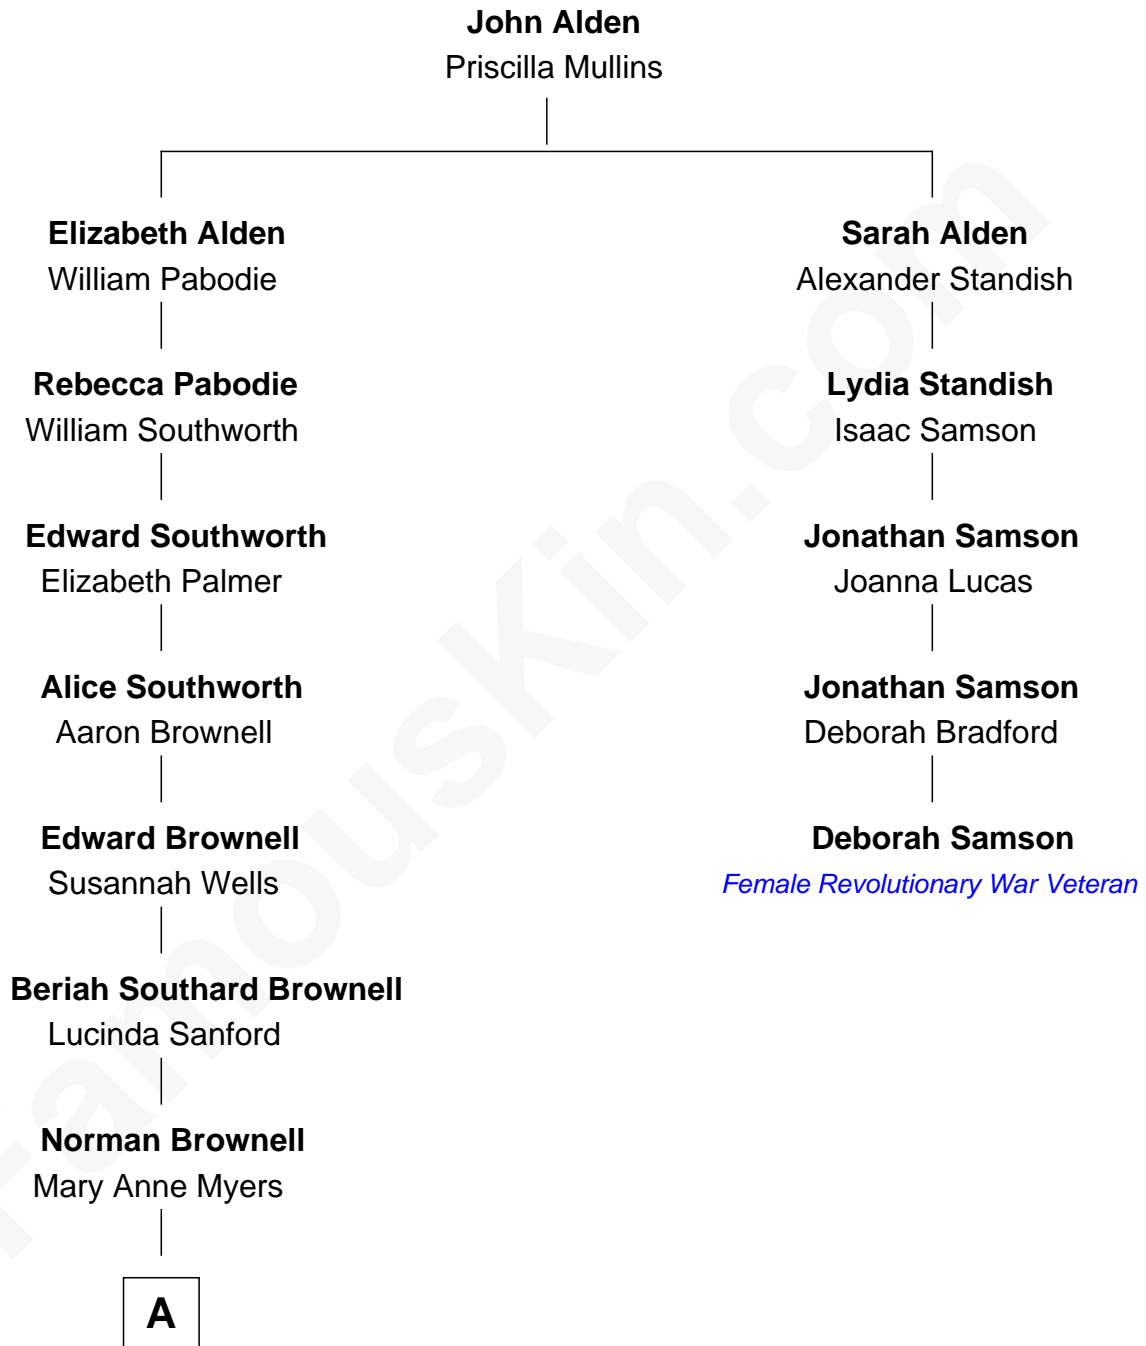 John Alden
Priscilla Mullins
Elizabeth Alden
William Pabodie
Sarah Alden
Alexander Standish
Rebecca Pabodie
William Southworth
Lydia Standish
Isaac Samson
Edward Southworth
Elizabeth Palmer
Jonathan Samson
Joanna Lucas
Alice Southworth
Aaron Brownell
Jonathan Samson
Deborah Bradford
Edward Brownell
Susannah Wells
Deborah Samson
Female Revolutionary War Veteran
Beriah Southard Brownell
Lucinda Sanford
Norman Brownell
Mary Anne Myers
A
FamousKin.com